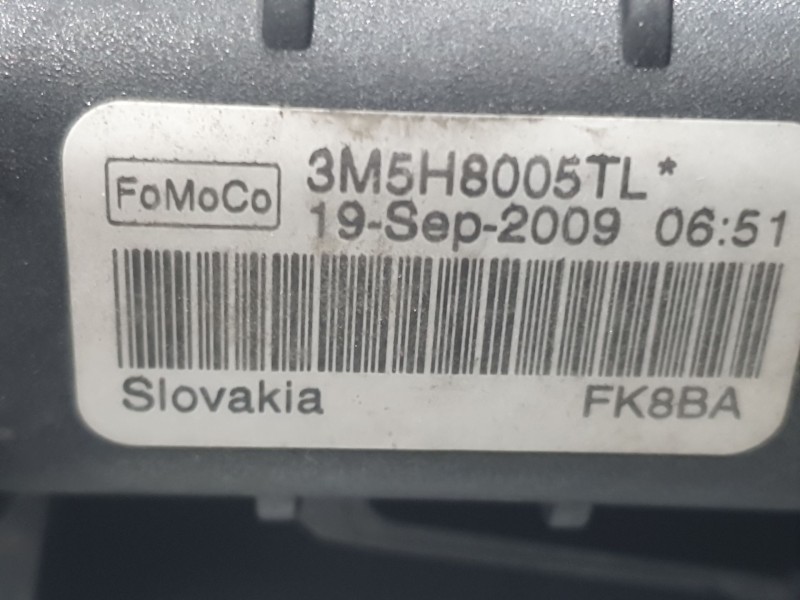 FoMoCo 3M5H8005TL*
19-Sep-2009 06:51
Slovakia FK8BA